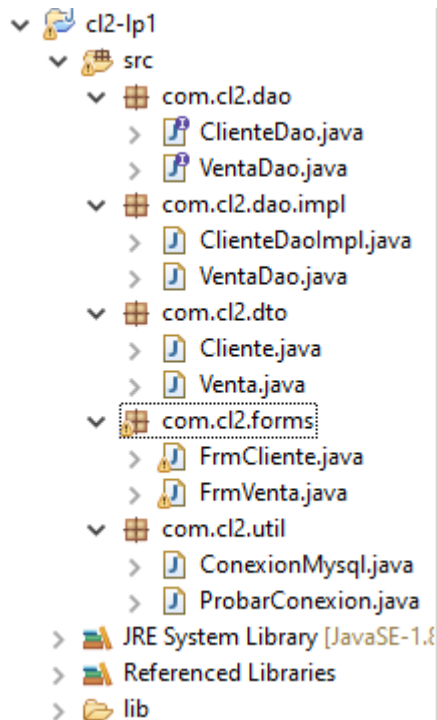 cl2-lp1
src
com.cl2.dao
ClienteDao.java
VentaDao.java
com.cl2.dao.impl
ClienteDaoImpl.java
VentaDao.java
com.cl2.dto
Cliente.java
Venta.java
com.cl2.forms
FrmCliente.java
FrmVenta.java
com.cl2.util
ConexionMysql.java
ProbarConexion.java
JRE System Library [JavaSE-1.8
Referenced Libraries
lib